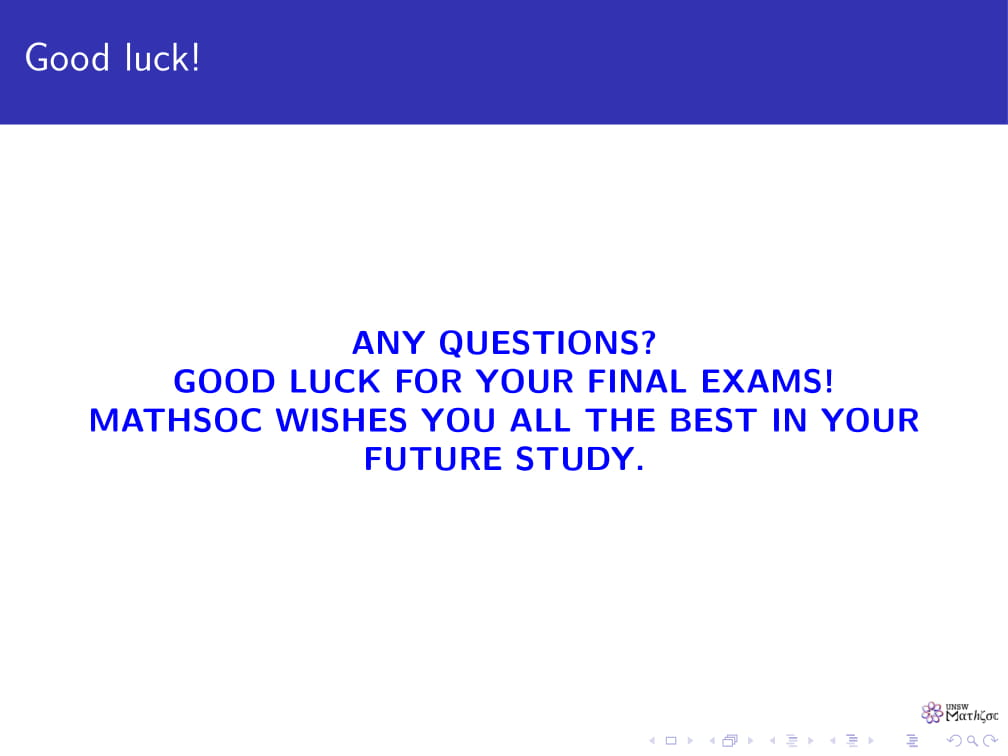 Good luck!
ANY QUESTIONS?
GOOD LUCK FOR YOUR FINAL EXAMS!
MATHSOC WISHES YOU ALL THE BEST IN YOUR
FUTURE STUDY.
UNSW
Mατhζσc